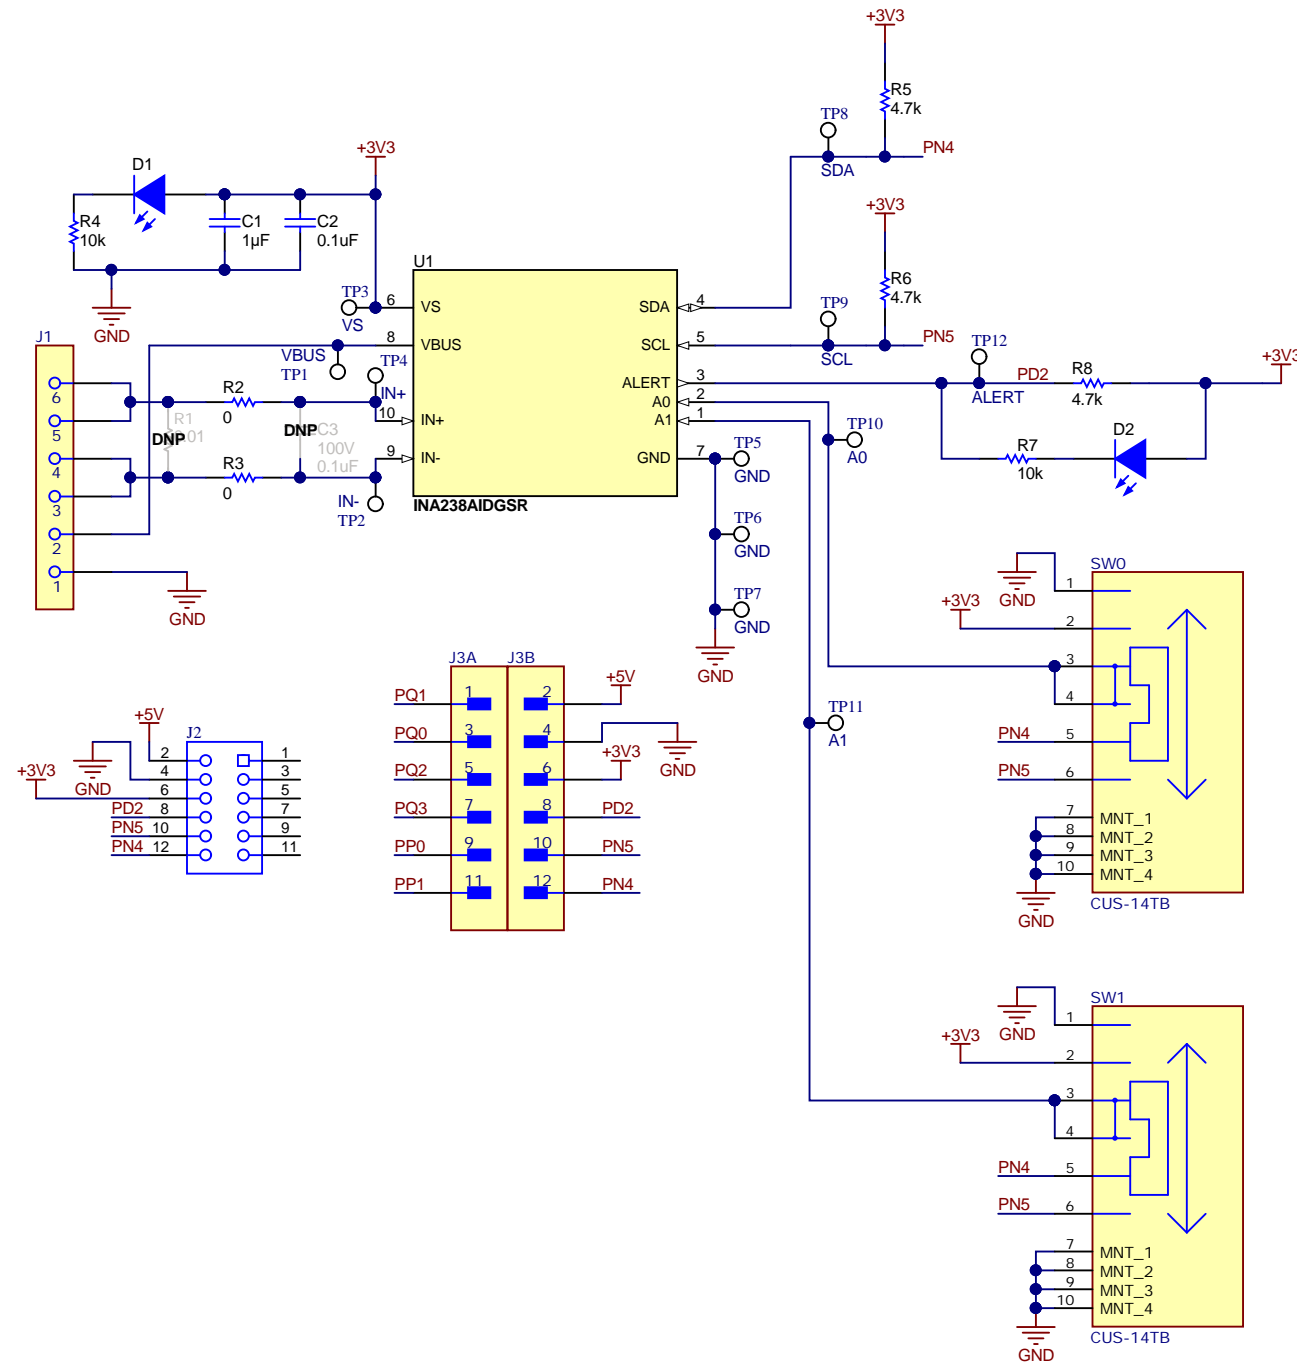 +3V3
R5
4.7k
TP8
SDA
PN4
+3V3
R6
4.7k
TP9
SCL
PN5
D1
+3V3
R4
10k
C1
1µF
C2
0.1uF
GND
U1
TP3
VS
6
VS
8
VBUS
VBUS
TP1
TP4
IN+
10
IN+
9
IN-
IN-
TP2
SDA
4
SCL
5
ALERT
3
A0
2
A1
1
GND
7
INA238AIDGSR
J1
6
5
4
3
2
1
GND
R2
0
R3
0
R1
DNP
DNP
C3
100V
0.1uF
TP5
GND
TP6
GND
TP7
GND
GND
TP10
A0
TP11
A1
TP12
ALERT
PD2
R8
4.7k
+3V3
R7
10k
D2
SW0
GND
+3V3
1
2
3
4
PN4
5
PN5
6
7
MNT_1
8
MNT_2
9
MNT_3
10
MNT_4
GND
CUS-14TB
J2
+5V
GND
+3V3
2
1
4
3
6
5
PD2
8
7
PN5
10
9
PN4
12
11
J3A
J3B
PQ1
1
2
+5V
PQ0
3
4
GND
PQ2
5
6
+3V3
PQ3
7
8
PD2
PP0
9
10
PN5
PP1
11
12
PN4
SW1
GND
+3V3
1
2
3
4
PN4
5
PN5
6
7
MNT_1
8
MNT_2
9
MNT_3
10
MNT_4
GND
CUS-14TB